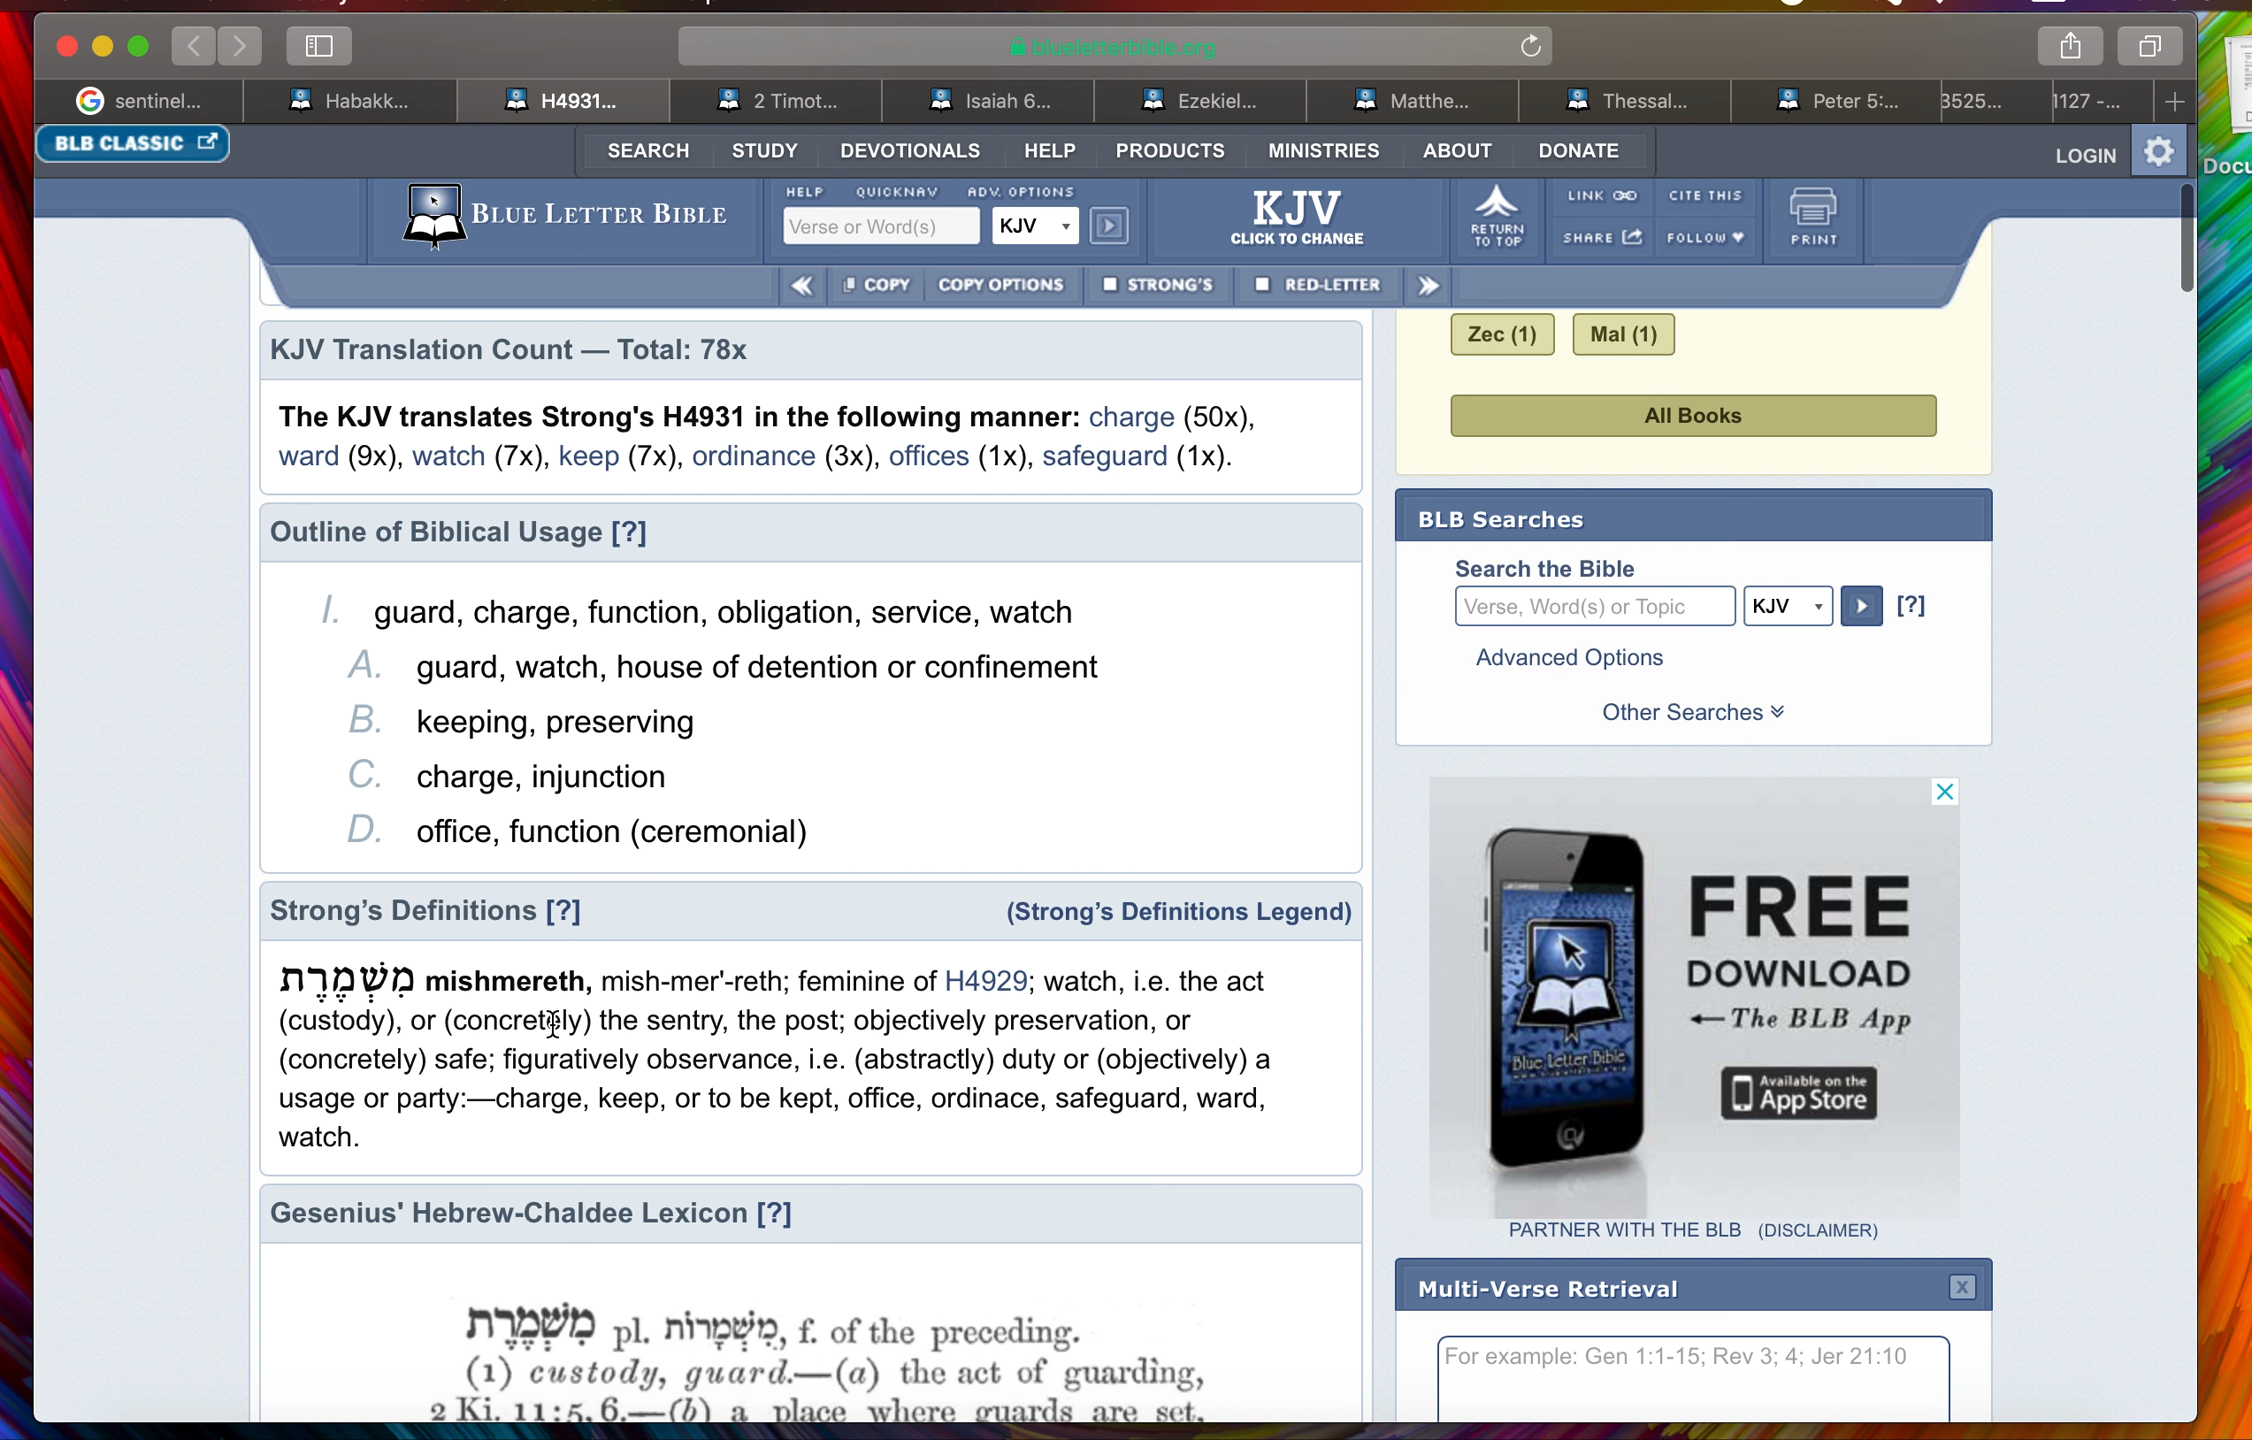 blueletterbible.org
sentinel...
Habakk...
H4931...
2 Timot...
Isaiah 6...
Ezekiel...
Matthe...
Thessal...
Peter 5:...
3525...
1127 -...
BLB CLASSIC
SEARCH
STUDY
DEVOTIONALS
HELP
PRODUCTS
MINISTRIES
ABOUT
DONATE
LOGIN
Docu
BLUE LETTER BIBLE
HELP QUICKNAV ADV. OPTIONS
Verse or Word(s)
KJV
KJV
CLICK TO CHANGE
RETURN
TO TOP
LINK
CITE THIS
SHARE
FOLLOW
PRINT
COPY
COPY OPTIONS
STRONG'S
RED-LETTER
KJV Translation Count — Total: 78x
The KJV translates Strong's H4931 in the following manner: charge (50x),
ward (9x), watch (7x), keep (7x), ordinance (3x), offices (1x), safeguard (1x).
Outline of Biblical Usage [?]
I. guard, charge, function, obligation, service, watch
A. guard, watch, house of detention or confinement
B. keeping, preserving
C. charge, injunction
D. office, function (ceremonial)
Strong’s Definitions [?]
(Strong’s Definitions Legend)
מִשְׁמֶרֶת mishmereth, mish-mer'-reth; feminine of H4929; watch, i.e. the act
(custody), or (concretely) the sentry, the post; objectively preservation, or
(concretely) safe; figuratively observance, i.e. (abstractly) duty or (objectively) a
usage or party:—charge, keep, or to be kept, office, ordinace, safeguard, ward,
watch.
Gesenius' Hebrew-Chaldee Lexicon [?]
מִשְׁמֶרֶת pl. מִשְׁמָרוֹת, f. of the preceding.
(1) custody, guard.—(a) the act of guarding,
2 Ki. 11:5, 6.—(b) a place where guards are set,
Zec (1)
Mal (1)
All Books
BLB Searches
Search the Bible
Verse, Word(s) or Topic
KJV
[?]
Advanced Options
Other Searches
FREE
DOWNLOAD
The BLB App
Blue Letter Bible
Available on the
App Store
PARTNER WITH THE BLB (DISCLAIMER)
Multi-Verse Retrieval
x
For example: Gen 1:1-15; Rev 3; 4; Jer 21:10